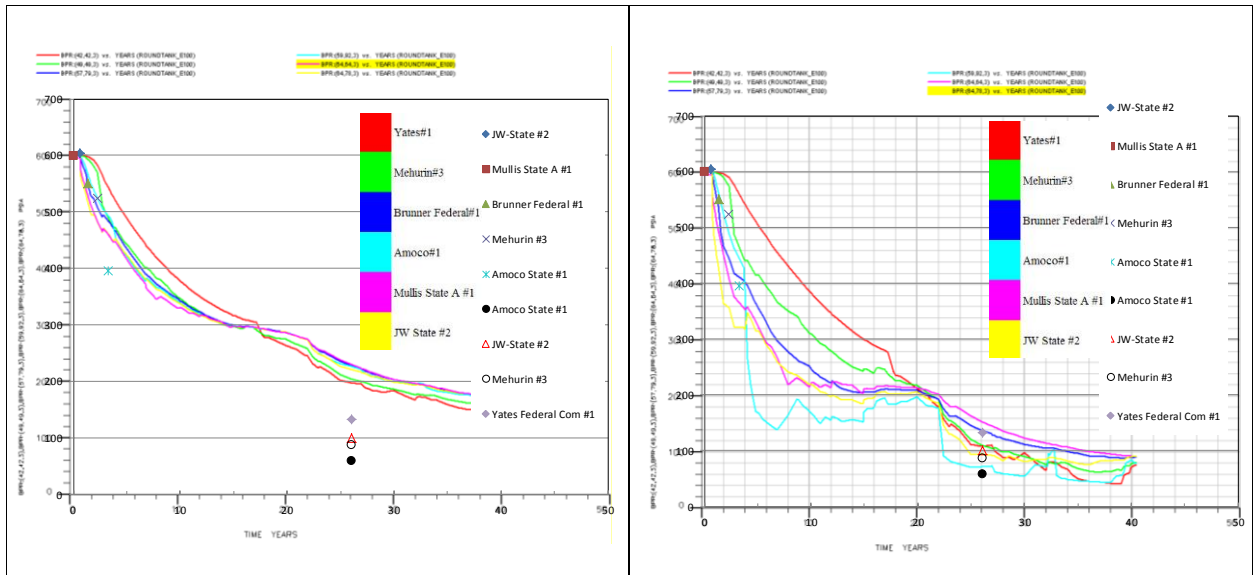 BPR:(42,42,3) vs. YEARS (ROUNDTANK_E100)
BPR:(49,49,3) vs. YEARS (ROUNDTANK_E100)
BPR:(57,79,3) vs. YEARS (ROUNDTANK_E100)
BPR:(59,92,3) vs. YEARS (ROUNDTANK_E100)
BPR:(64,64,3) vs. YEARS (ROUNDTANK_E100)
BPR:(64,78,3) vs. YEARS (ROUNDTANK_E100)
700
600
500
400
300
200
100
0
0 10 20 30 40 50
TIME YEARS
PSIA
Yates#1
Mehurin#3
Brunner Federal#1
Amoco#1
Mullis State A #1
JW State #2
JW-State #2
Mullis State A #1
Brunner Federal #1
Mehurin #3
Amoco State #1
Amoco State #1
JW-State #2
Mehurin #3
Yates Federal Com #1
BPR:(42,42,3) vs. YEARS (ROUNDTANK_E100)
BPR:(49,49,3) vs. YEARS (ROUNDTANK_E100)
BPR:(57,79,3) vs. YEARS (ROUNDTANK_E100)
BPR:(59,92,3) vs. YEARS (ROUNDTANK_E100)
BPR:(64,64,3) vs. YEARS (ROUNDTANK_E100)
BPR:(64,78,3) vs. YEARS (ROUNDTANK_E100)
700
600
500
400
300
200
100
0
0 10 20 30 40 50
TIME YEARS
PSIA
Yates#1
Mehurin#3
Brunner Federal#1
Amoco#1
Mullis State A #1
JW State #2
JW-State #2
Mullis State A #1
Brunner Federal #1
Mehurin #3
Amoco State #1
Amoco State #1
JW-State #2
Mehurin #3
Yates Federal Com #1